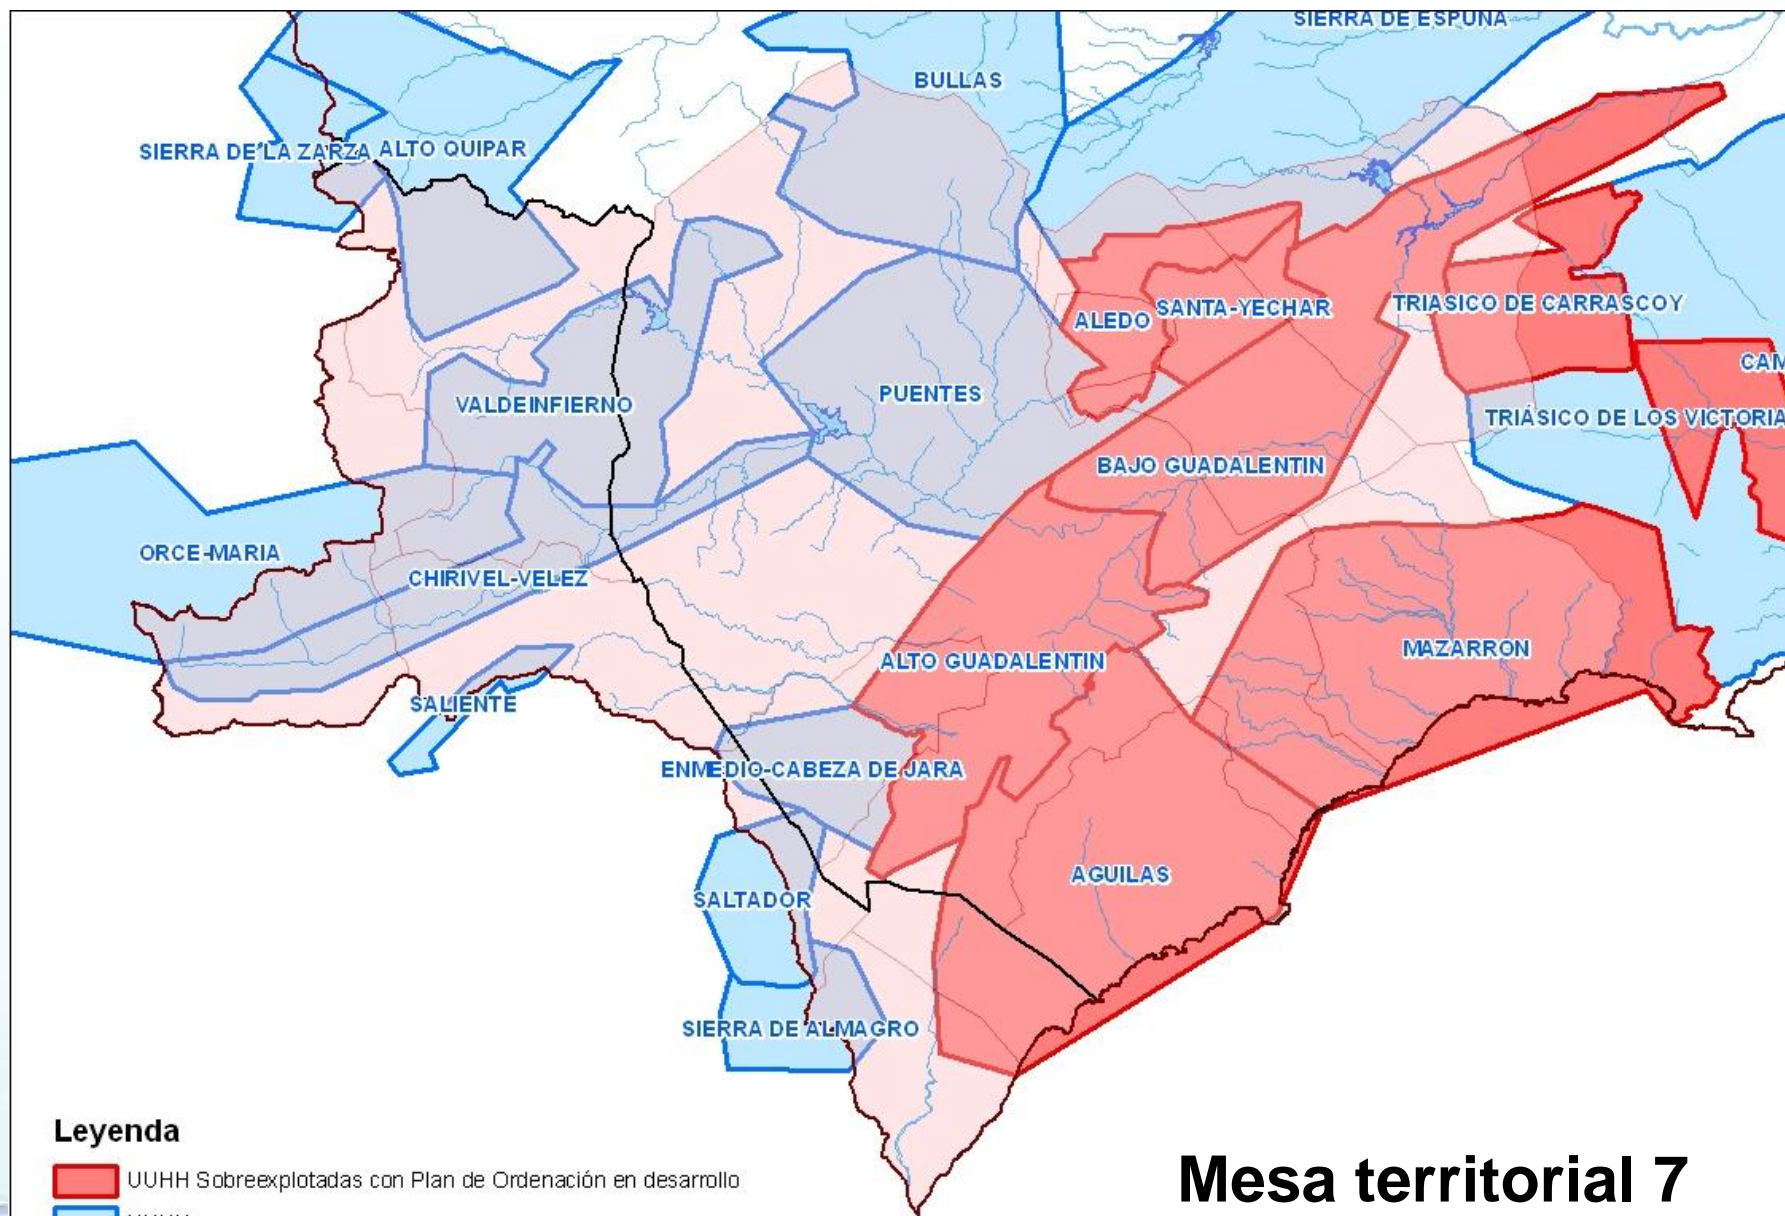 SIERRA DE ESPUÑA
BULLAS
SIERRA DE LA ZARZA
ALTO QUIPAR
ALEDO
SANTA-YECHAR
TRIASICO DE CARRASCOY
CAM
PUENTES
VALDEINFIERNO
TRIÁSICO DE LOS VICTORIA
BAJO GUADALENTIN
ORCE-MARIA
CHIRIVEL-VELEZ
MAZARRON
ALTO GUADALENTIN
SALIENTE
ENMEDIO-CABEZA DE JARA
AGUILAS
SALTADOR
SIERRA DE ALMAGRO
Leyenda
UUHH Sobreexplotadas con Plan de Ordenación en desarrollo
Mesa territorial 7